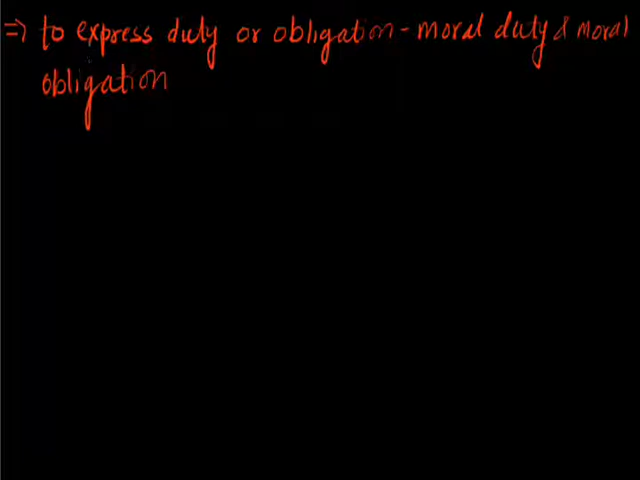 ⇒ to express duty or obligation - moral duty & moral
obligation